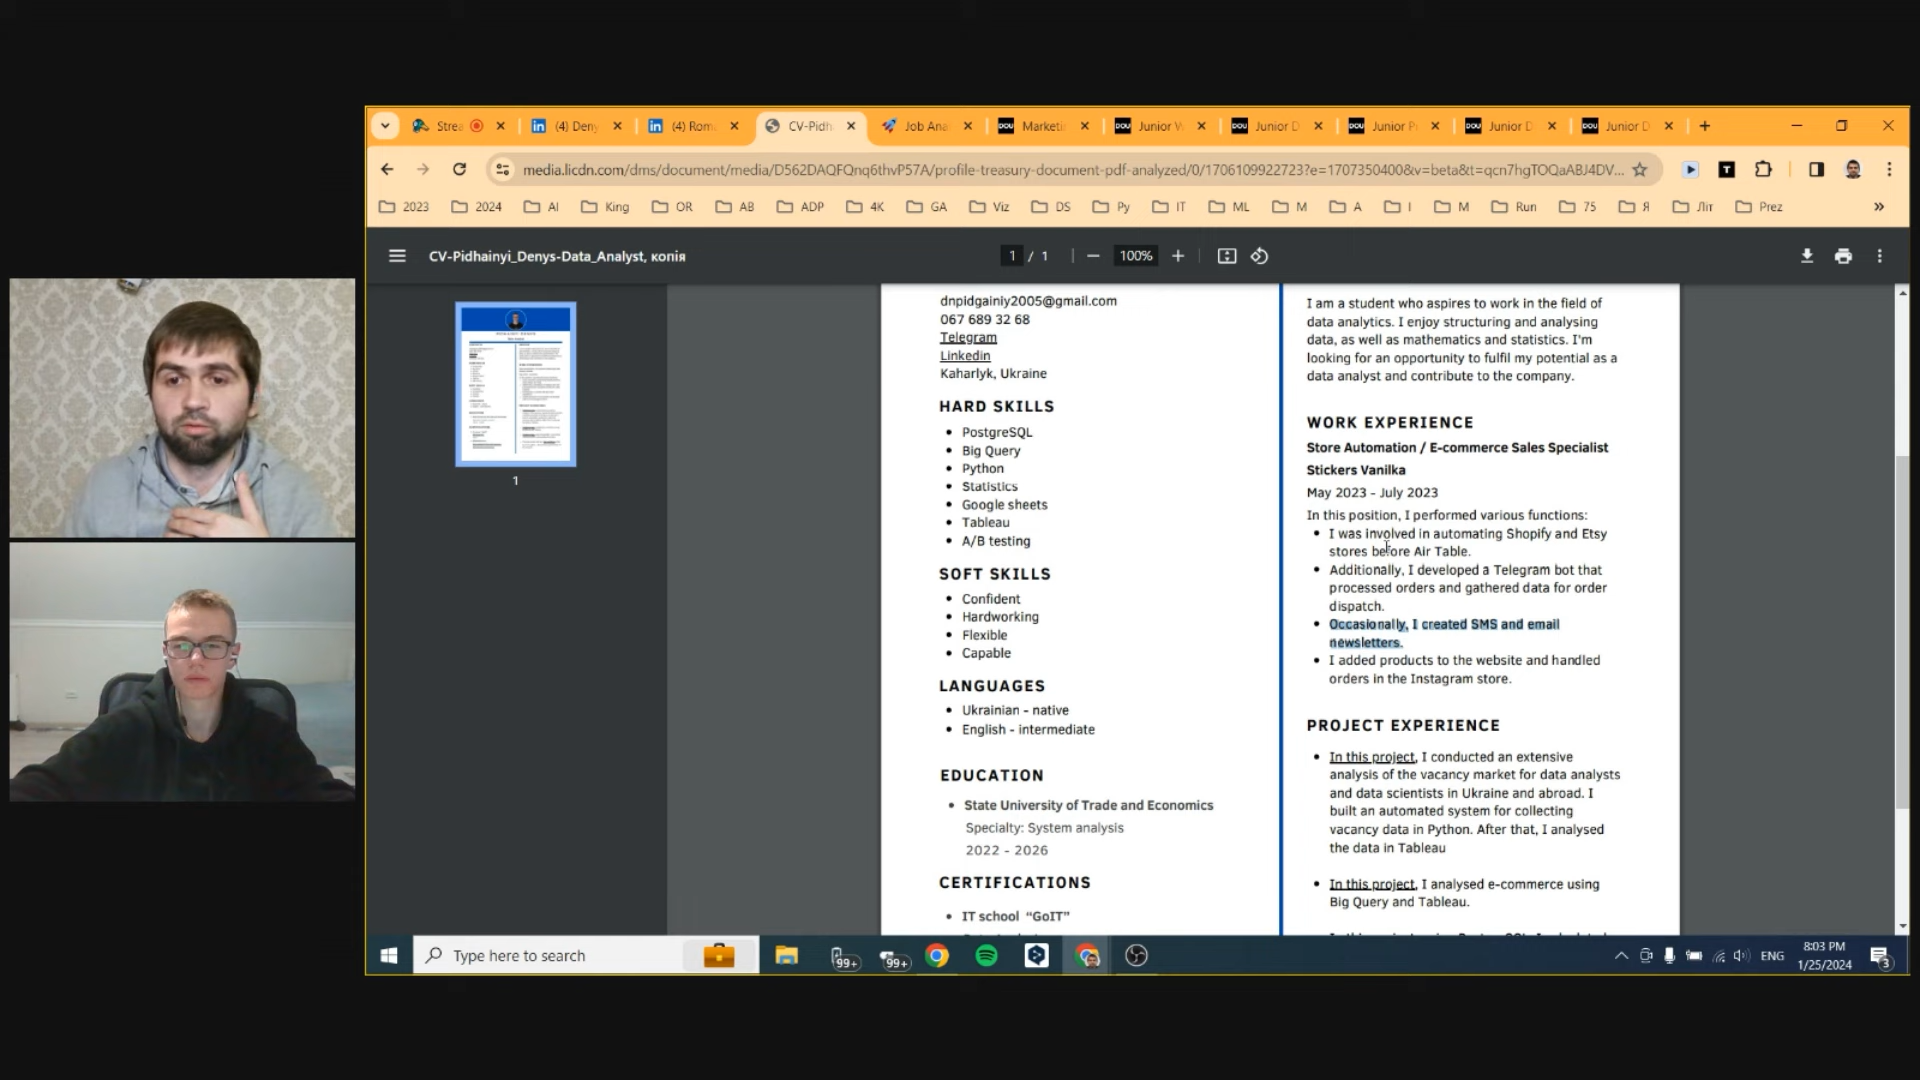 Strea
(4) Deny
(4) Rom
CV-Pidh
Job Ana
DOU Marketi
DOU Junior V
DOU Junior D
DOU Junior P
DOU Junior D
DOU Junior D
media.licdn.com/dms/document/media/D562DAQFQnq6thvP57A/profile-treasury-document-pdf-analyzed/0/1706109922723?e=1707350400&v=beta&t=qcn7hgTOQaABJ4DV...
2023 2024 AI King OR AB ADP 4K GA Viz DS Py IT ML M A I M Run 75 Я Літ Prez
CV-Pidhainyi_Denys-Data_Analyst, копія
1 / 1
100%
1
dnpidgainiy2005@gmail.com
067 689 32 68
Telegram
Linkedin
Kaharlyk, Ukraine
HARD SKILLS
PostgreSQL
Big Query
Python
Statistics
Google sheets
Tableau
A/B testing
SOFT SKILLS
Confident
Hardworking
Flexible
Capable
LANGUAGES
Ukrainian - native
English - intermediate
EDUCATION
State University of Trade and Economics
Specialty: System analysis
2022 - 2026
CERTIFICATIONS
IT school “GoIT”
I am a student who aspires to work in the field of
data analytics. I enjoy structuring and analysing
data, as well as mathematics and statistics. I'm
looking for an opportunity to fulfil my potential as a
data analyst and contribute to the company.
WORK EXPERIENCE
Store Automation / E-commerce Sales Specialist
Stickers Vanilka
May 2023 - July 2023
In this position, I performed various functions:
I was involved in automating Shopify and Etsy
stores before Air Table.
Additionally, I developed a Telegram bot that
processed orders and gathered data for order
dispatch.
Occasionally, I created SMS and email
newsletters.
I added products to the website and handled
orders in the Instagram store.
PROJECT EXPERIENCE
In this project, I conducted an extensive
analysis of the vacancy market for data analysts
and data scientists in Ukraine and abroad. I
built an automated system for collecting
vacancy data in Python. After that, I analysed
the data in Tableau
In this project, I analysed e-commerce using
Big Query and Tableau.
Type here to search
99+
99+
ENG
8:03 PM
1/25/2024
3